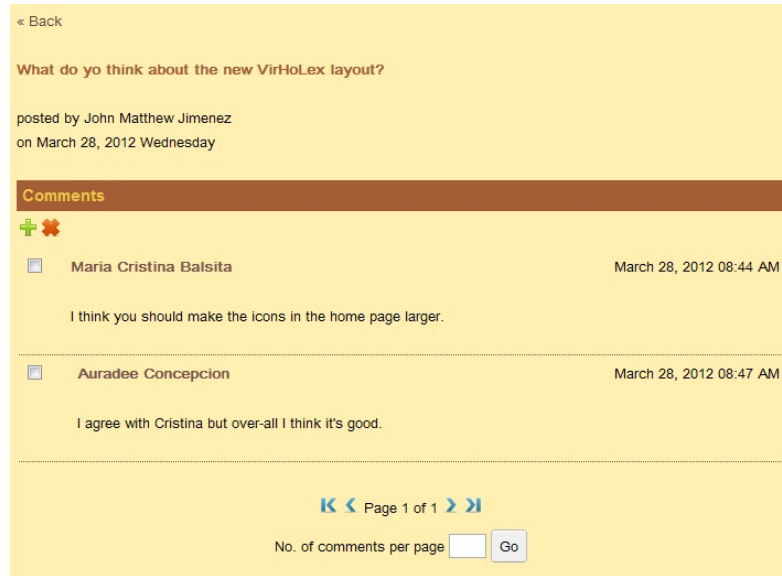 « Back
What do yo think about the new VirHoLex layout?
posted by John Matthew Jimenez
on March 28, 2012 Wednesday
Comments
Maria Cristina Balsita March 28, 2012 08:44 AM
I think you should make the icons in the home page larger.
Auradee Concepcion March 28, 2012 08:47 AM
I agree with Cristina but over-all I think it's good.
Page 1 of 1
No. of comments per page Go